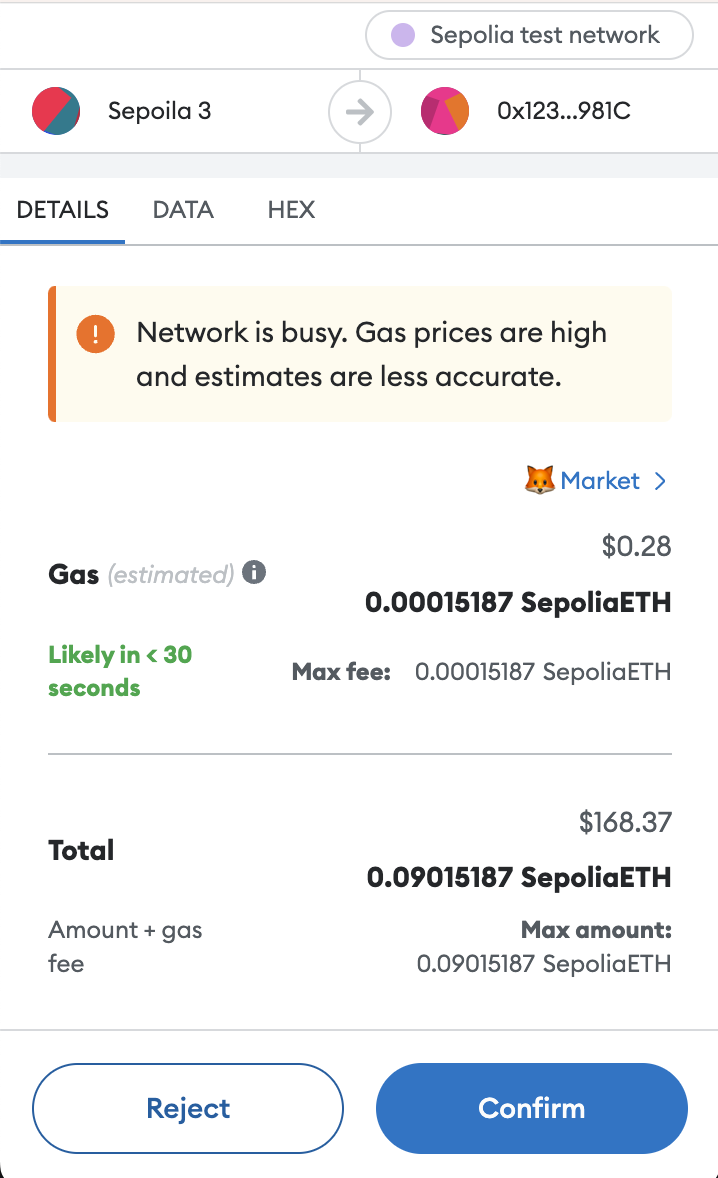 Sepolia test network
Sepoila 3
0x123...981C
DETAILS DATA HEX
Network is busy. Gas prices are high
and estimates are less accurate.
Market
$0.28
Gas (estimated)
0.00015187 SepoliaETH
Likely in < 30
seconds
Max fee: 0.00015187 SepoliaETH
$168.37
Total
0.09015187 SepoliaETH
Amount + gas
fee
Max amount:
0.09015187 SepoliaETH
Reject
Confirm